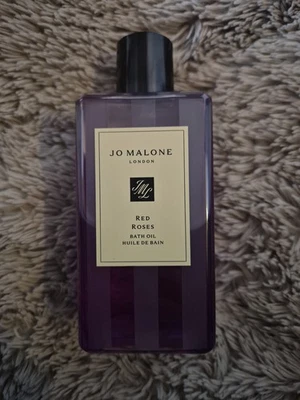 JO MALONE
LONDON
JML
RED
ROSES
BATH OIL
HUILE DE BAIN